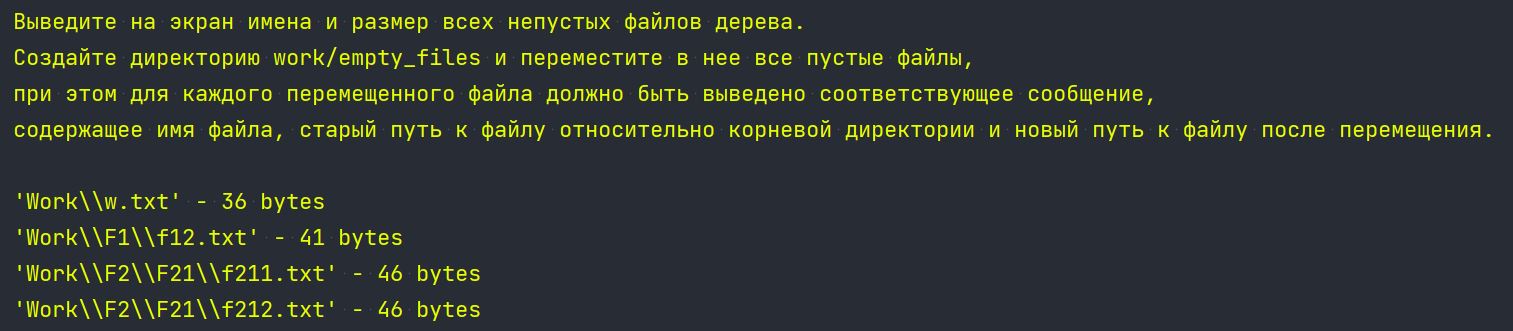 Выведите на экран имена и размер всех непустых файлов дерева.
Создайте директорию work/empty_files и переместите в нее все пустые файлы,
при этом для каждого перемещенного файла должно быть выведено соответствующее сообщение,
содержащее имя файла, старый путь к файлу относительно корневой директории и новый путь к файлу после перемещения.
'Work\\w.txt' - 36 bytes
'Work\\F1\\f12.txt' - 41 bytes
'Work\\F2\\F21\\f211.txt' - 46 bytes
'Work\\F2\\F21\\f212.txt' - 46 bytes